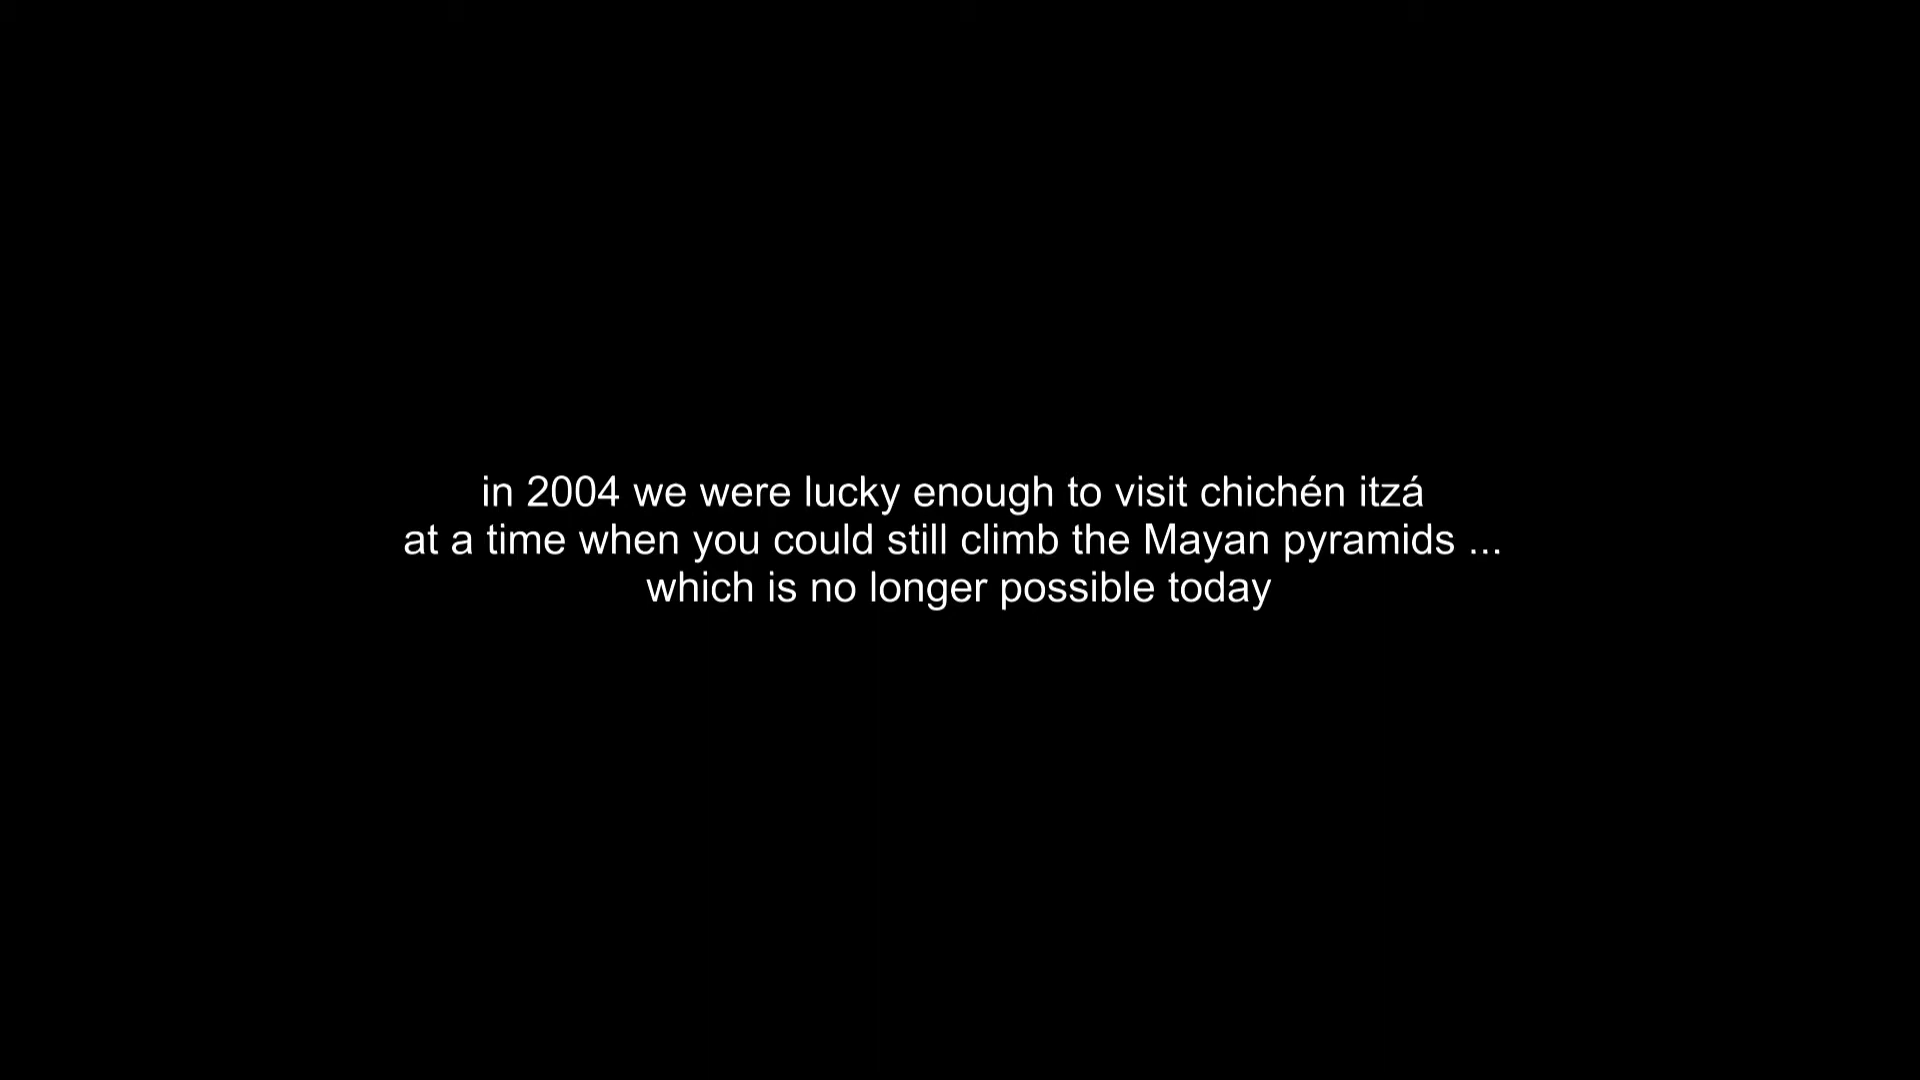 in 2004 we were lucky enough to visit chichén itzá
at a time when you could still climb the Mayan pyramids ...
which is no longer possible today